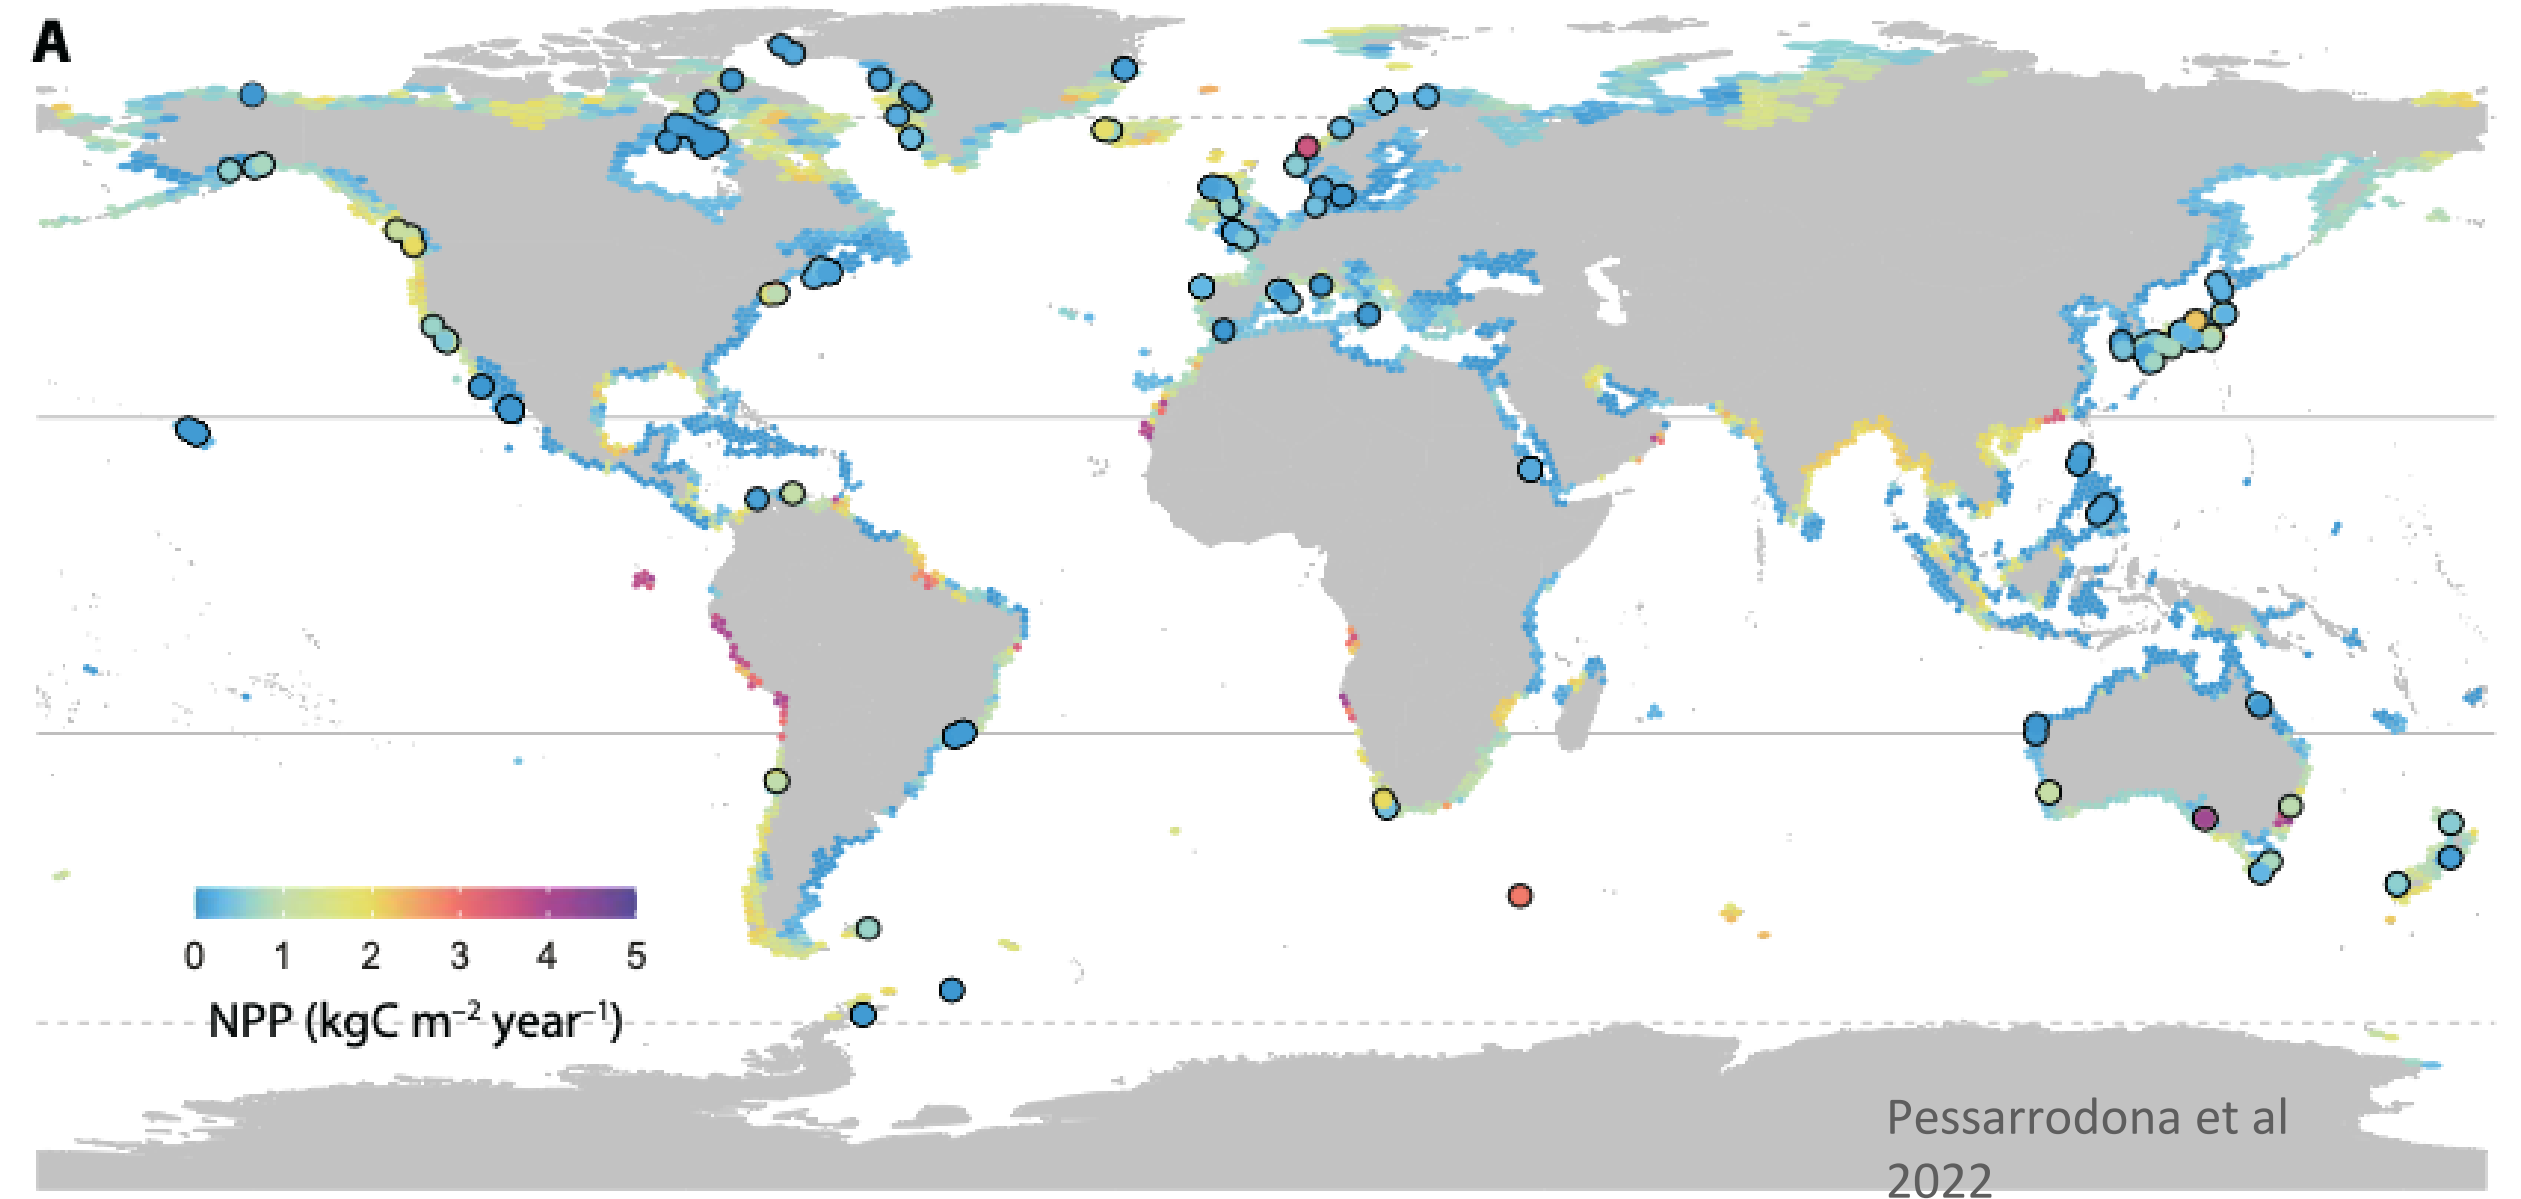 A
0 1 2 3 4 5
NPP (kgC m⁻² year⁻¹)
Pessarrodona et al
2022